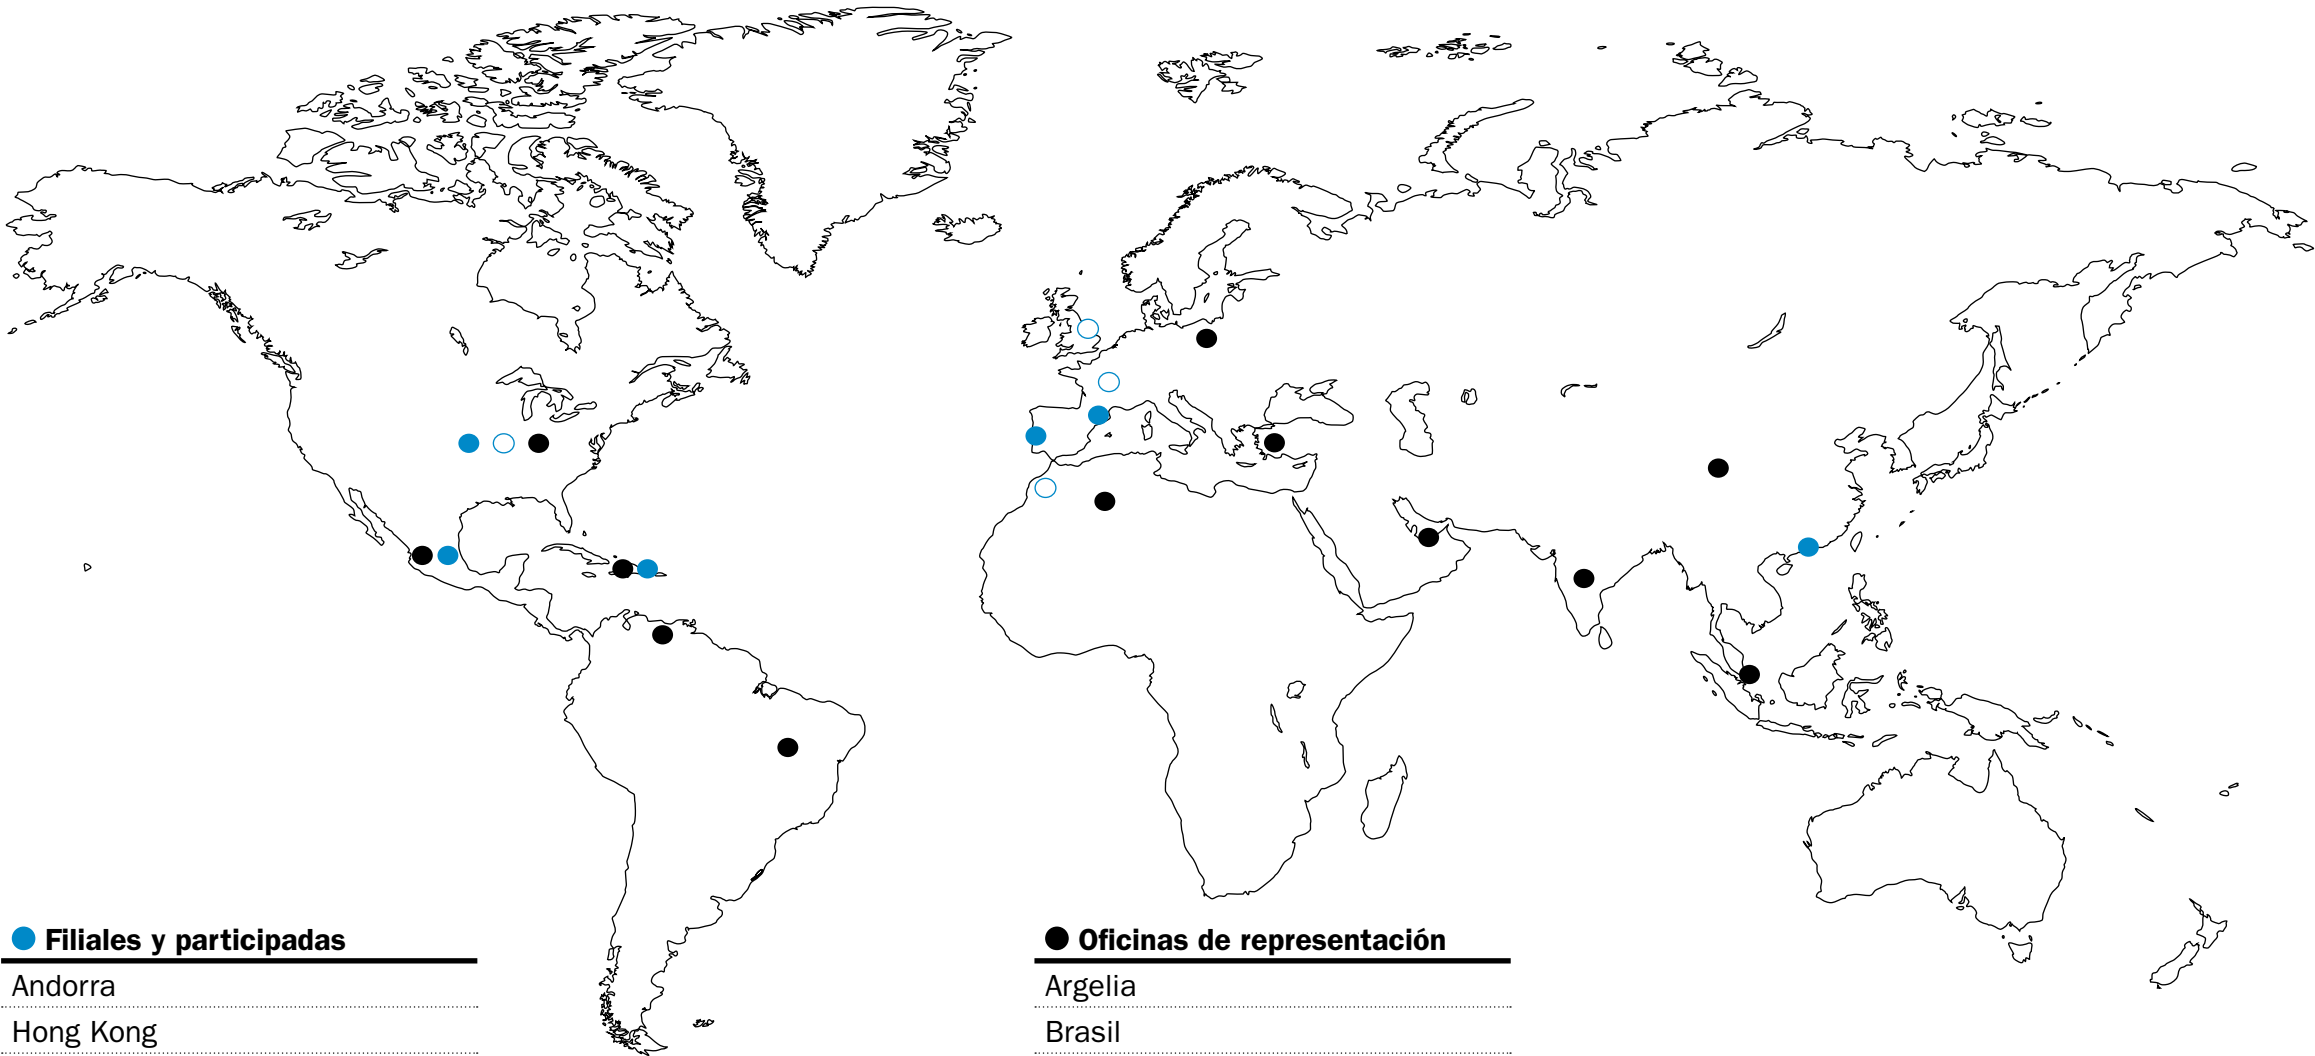 Filiales y participadas
Andorra
Hong Kong
Oficinas de representación
Argelia
Brasil